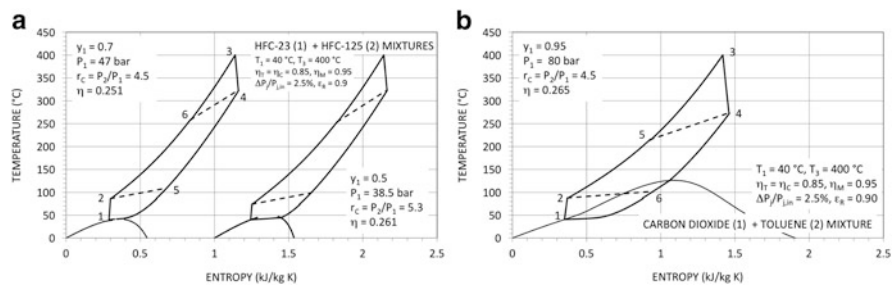 a
450
400
350
300
250
200
150
100
50
0
TEMPERATURE (°C)
y1 = 0.7
P1 = 47 bar
rC = P2/P1 = 4.5
η = 0.251
HFC-23 (1) + HFC-125 (2) MIXTURES
T1 = 40 °C, T3 = 400 °C
ηT = ηC = 0.85, ηM = 0.95
ΔPj/Pj,in = 2.5%, εR = 0.9
3
4
6
2
5
1
y1 = 0.5
P1 = 38.5 bar
rC = P2/P1 = 5.3
η = 0.261
0 0.5 1 1.5 2 2.5
ENTROPY (kJ/kg K)
b
450
400
350
300
250
200
150
100
50
0
TEMPERATURE (°C)
y1 = 0.95
P1 = 80 bar
rC = P2/P1 = 4.5
η = 0.265
3
4
5
2
6
1
T1 = 40 °C, T3 = 400 °C
ηT = ηC = 0.85, ηM = 0.95
ΔPj/Pj,in = 2.5%, εR = 0.90
CARBON DIOXIDE (1) + TOLUENE (2) MIXTURE
0 0.5 1 1.5 2 2.5
ENTROPY (kJ/kg K)